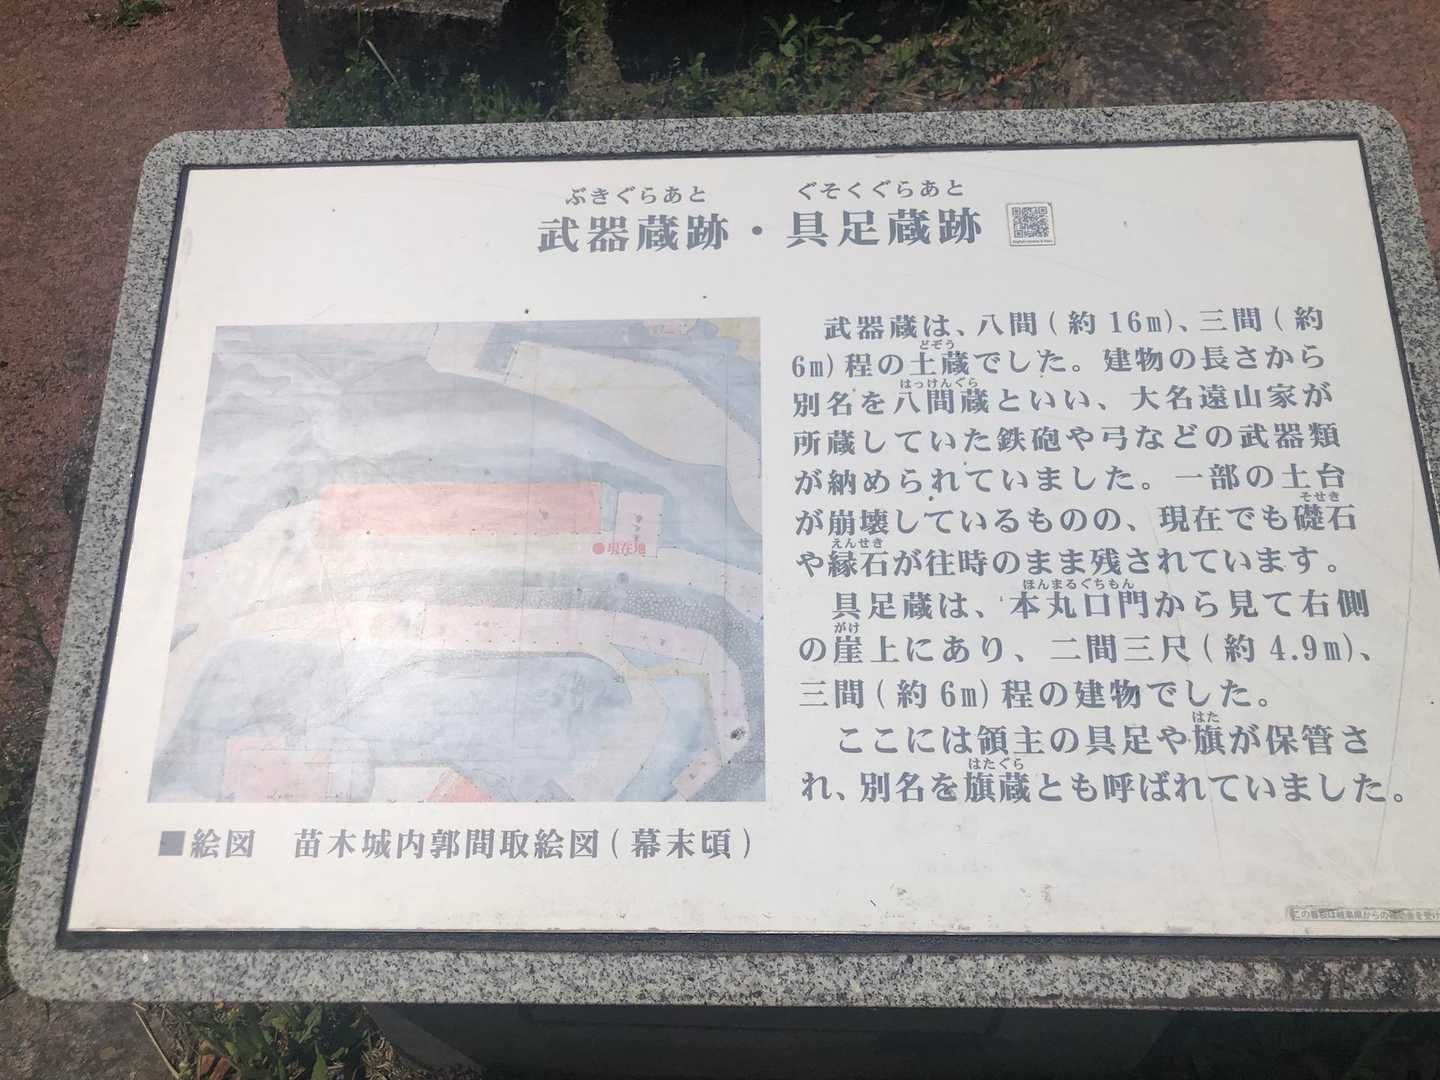 ぶきぐらあと ぐそくぐらあと
武器蔵跡・具足蔵跡
武器蔵は、八間(約16m)、三間(約
どぞう
6m)程の土蔵でした。建物の長さから
はっけんぐら
別名を八間蔵といい、大名遠山家が
所蔵していた鉄砲や弓などの武器類
が納められていました。一部の土台
そせき
が崩壊しているものの、現在でも礎石
えんせき
や縁石が往時のまま残されています。
ほんまるぐちもん
具足蔵は、本丸口門から見て右側
がけ
の崖上にあり、二間三尺(約4.9m)、
三間(約6m)程の建物でした。
はた
ここには領主の具足や旗が保管さ
はたぐら
れ、別名を旗蔵とも呼ばれていました。
現在地
■絵図 苗木城内郭間取絵図(幕末頃)